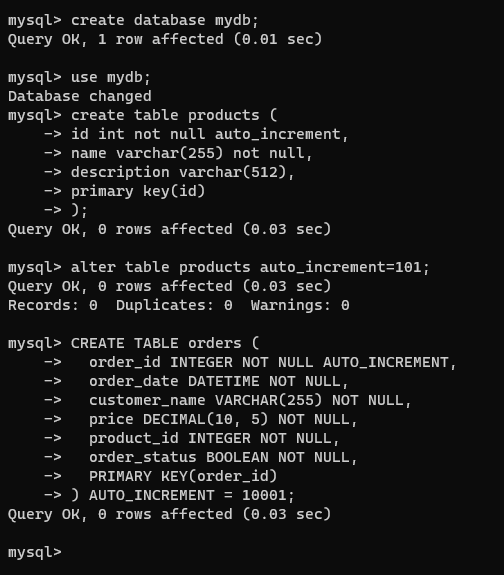 mysql> create database mydb;
Query OK, 1 row affected (0.01 sec)
mysql> use mydb;
Database changed
mysql> create table products (
    -> id int not null auto_increment,
    -> name varchar(255) not null,
    -> description varchar(512),
    -> primary key(id)
    -> );
Query OK, 0 rows affected (0.03 sec)
mysql> alter table products auto_increment=101;
Query OK, 0 rows affected (0.03 sec)
Records: 0  Duplicates: 0  Warnings: 0
mysql> CREATE TABLE orders (
    ->   order_id INTEGER NOT NULL AUTO_INCREMENT,
    ->   order_date DATETIME NOT NULL,
    ->   customer_name VARCHAR(255) NOT NULL,
    ->   price DECIMAL(10, 5) NOT NULL,
    ->   product_id INTEGER NOT NULL,
    ->   order_status BOOLEAN NOT NULL,
    ->   PRIMARY KEY(order_id)
    -> ) AUTO_INCREMENT = 10001;
Query OK, 0 rows affected (0.03 sec)
mysql>